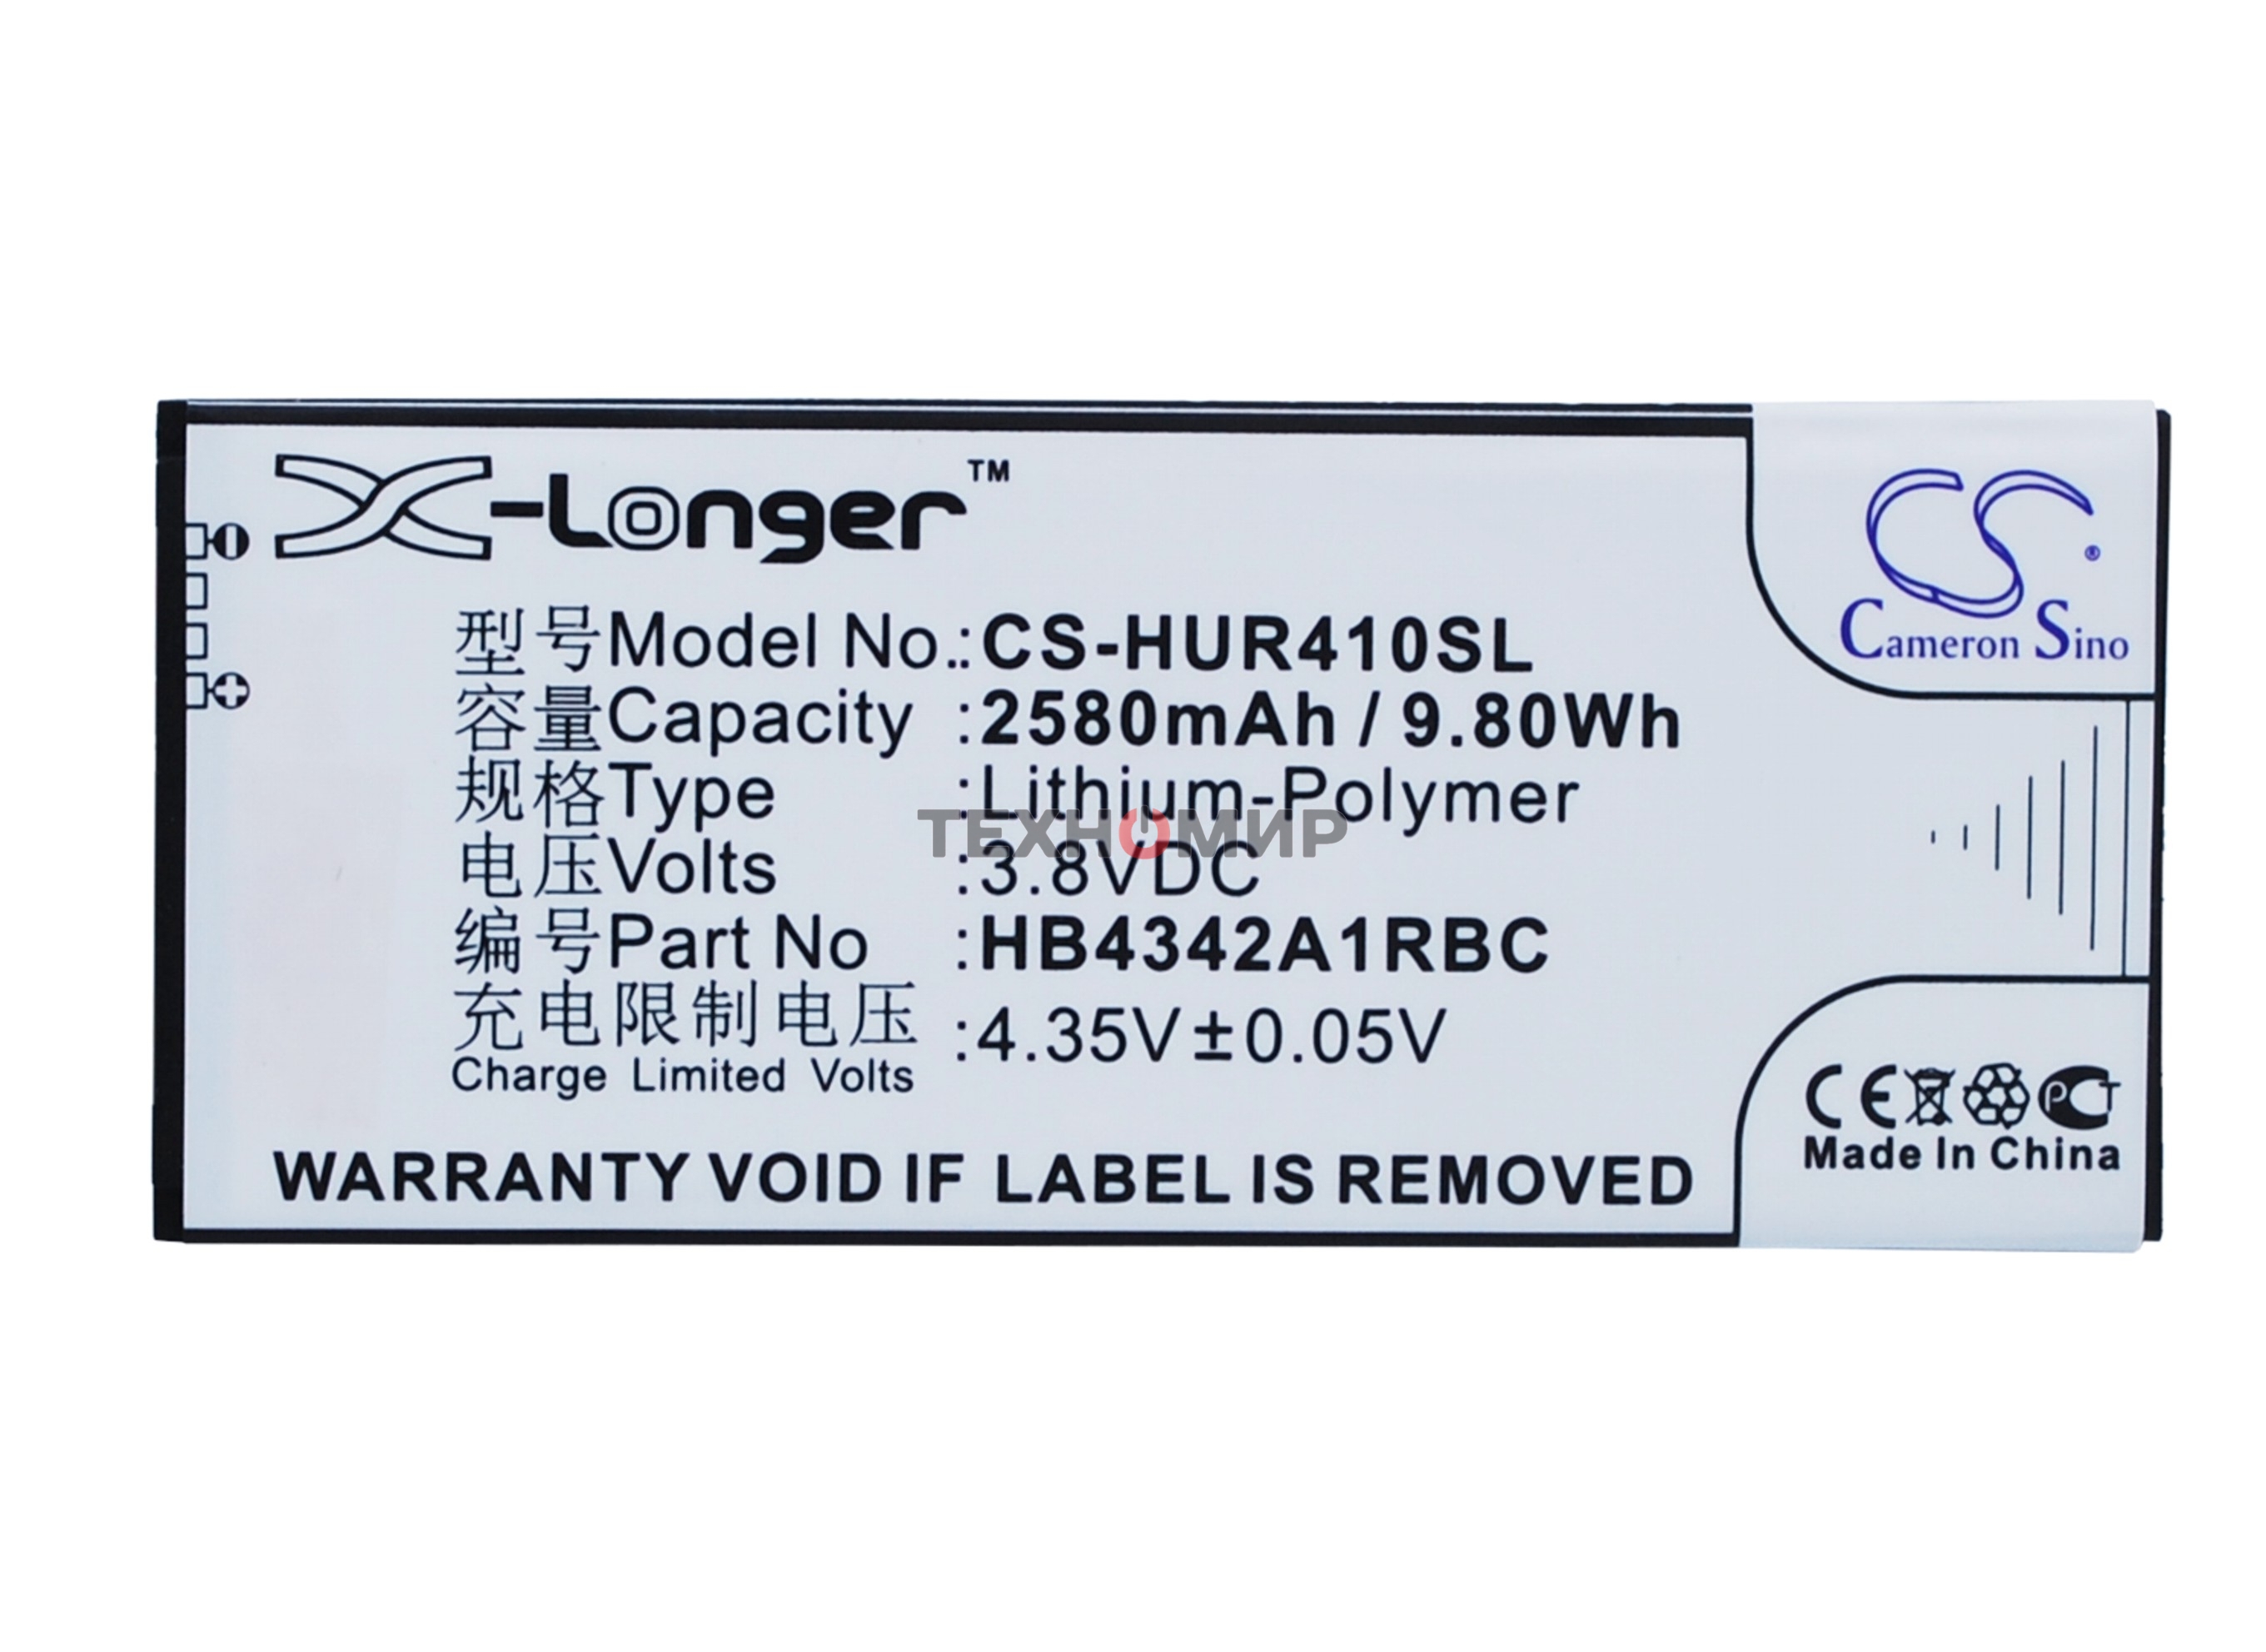 X-Longer™
CS®
Cameron Sino
型号Model No.:CS-HUR410SL
容量Capacity :2580mAh / 9.80Wh
规格Type :Lithium-Polymer
ТЕХНОМИР
电压Volts :3.8VDC
编号Part No :HB4342A1RBC
充电限制电压 :4.35V±0.05V
Charge Limited Volts
CE PCT
Made In China
WARRANTY VOID IF LABEL IS REMOVED